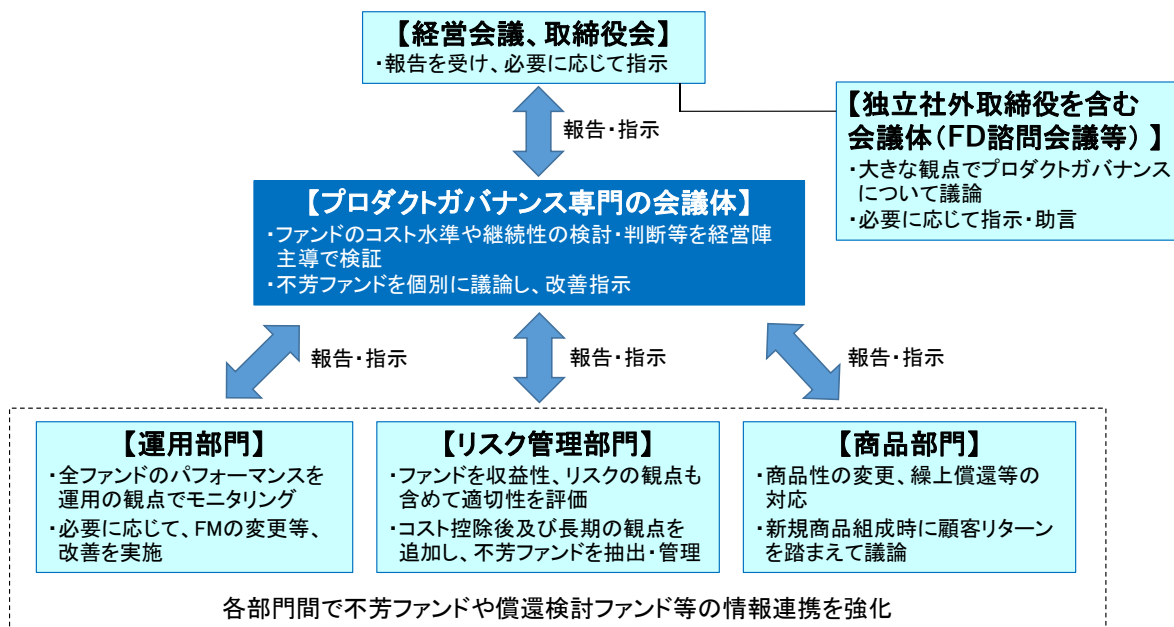 【経営会議、取締役会】
・報告を受け、必要に応じて指示
報告・指示
【独立社外取締役を含む
会議体（FD諮問会議等）】
・大きな観点でプロダクトガバナンス
について議論
・必要に応じて指示・助言
【プロダクトガバナンス専門の会議体】
・ファンドのコスト水準や継続性の検討・判断等を経営陣
主導で検証
・不芳ファンドを個別に議論し、改善指示
報告・指示
報告・指示
報告・指示
【運用部門】
・全ファンドのパフォーマンスを
運用の観点でモニタリング
・必要に応じて、FMの変更等、
改善を実施
【リスク管理部門】
・ファンドを収益性、リスクの観点も
含めて適切性を評価
・コスト控除後及び長期の観点を
追加し、不芳ファンドを抽出・管理
【商品部門】
・商品性の変更、繰上償還等の
対応
・新規商品組成時に顧客リターン
を踏まえて議論
各部門間で不芳ファンドや償還検討ファンド等の情報連携を強化